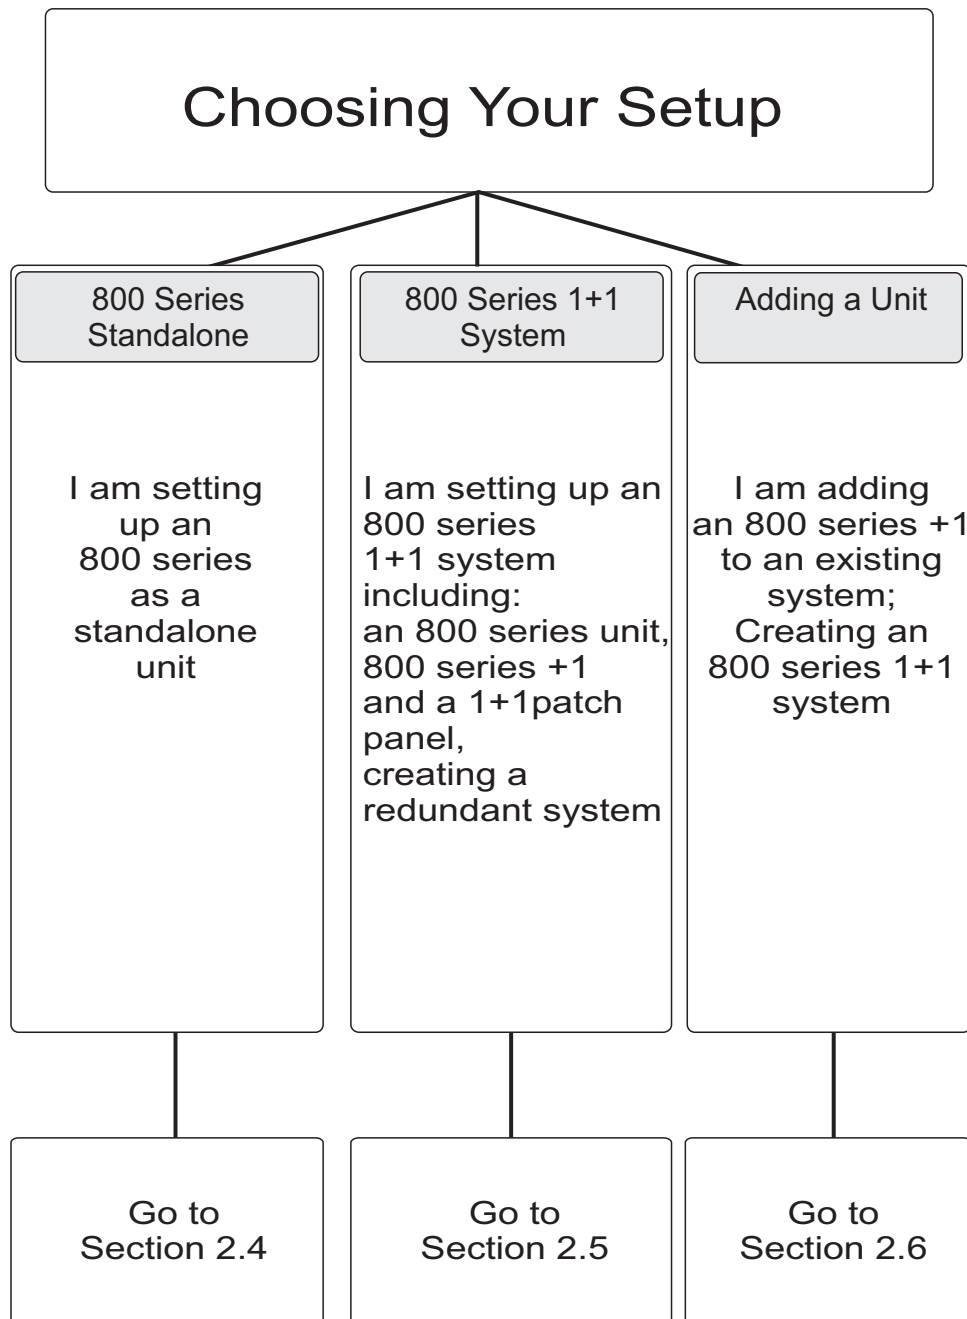 Choosing Your Setup
800 Series
Standalone
I am setting
up an
800 series
as a
standalone
unit
Go to
Section 2.4
800 Series 1+1
System
I am setting up an
800 series
1+1 system
including:
an 800 series unit,
800 series +1
and a 1+1patch
panel,
creating a
redundant system
Go to
Section 2.5
Adding a Unit
I am adding
an 800 series +1
to an existing
system;
Creating an
800 series 1+1
system
Go to
Section 2.6